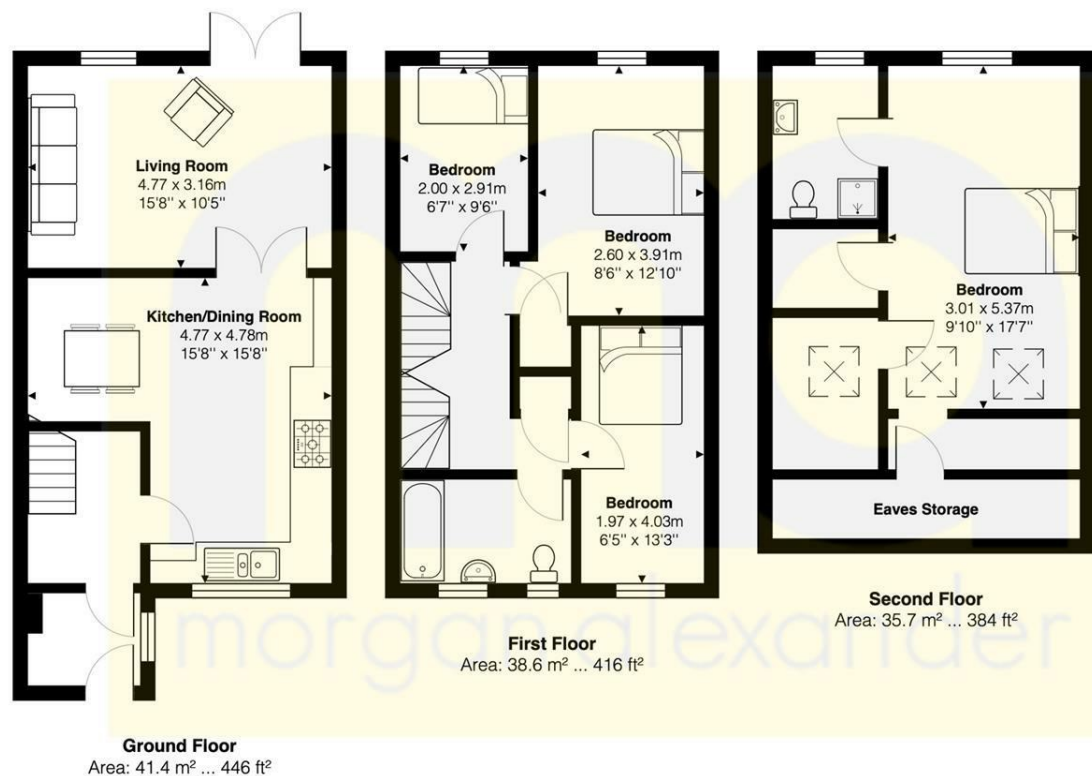 Living Room
4.77 x 3.16m
15'8'' x 10'5''
Kitchen/Dining Room
4.77 x 4.78m
15'8'' x 15'8''
Ground Floor
Area: 41.4 m² ... 446 ft²
Bedroom
2.00 x 2.91m
6'7'' x 9'6''
Bedroom
2.60 x 3.91m
8'6'' x 12'10''
Bedroom
1.97 x 4.03m
6'5'' x 13'3''
First Floor
Area: 38.6 m² ... 416 ft²
Bedroom
3.01 x 5.37m
9'10'' x 17'7''
Eaves Storage
Second Floor
Area: 35.7 m² ... 384 ft²
ma
morgan alexander